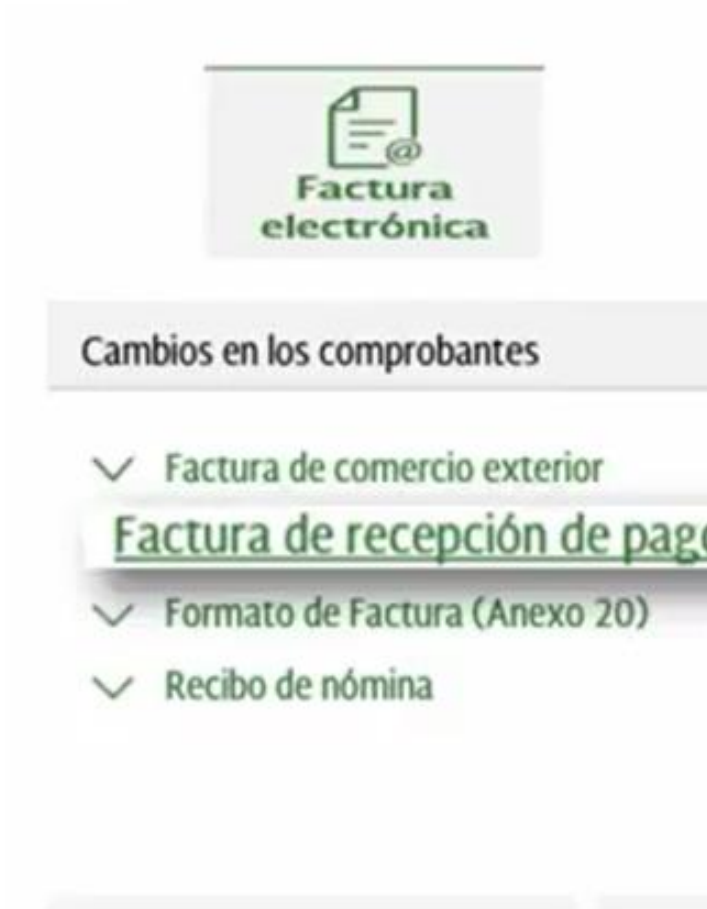 Factura
electrónica
Cambios en los comprobantes
Factura de comercio exterior
Factura de recepción de
Formato de Factura (Anexo 20)
Recibo de nómina